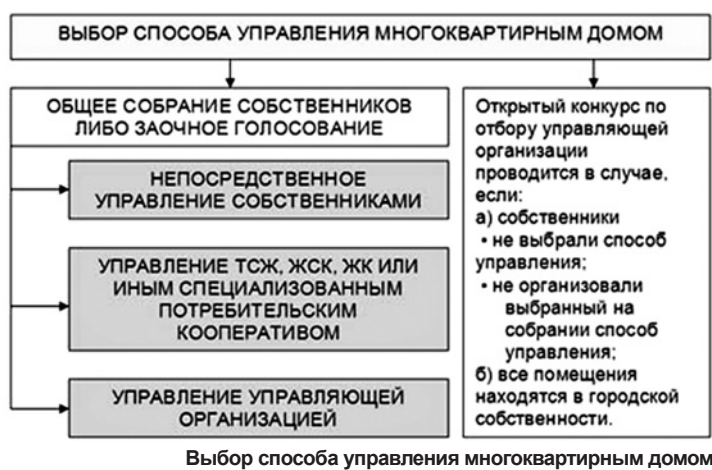 ВЫБОР СПОСОБА УПРАВЛЕНИЯ МНОГОКВАРТИРНЫМ ДОМОМ
ОБЩЕЕ СОБРАНИЕ СОБСТВЕННИКОВ
ЛИБО ЗАОЧНОЕ ГОЛОСОВАНИЕ
НЕПОСРЕДСТВЕННОЕ
УПРАВЛЕНИЕ СОБСТВЕННИКАМИ
УПРАВЛЕНИЕ ТСЖ, ЖСК, ЖК ИЛИ
ИНЫМ СПЕЦИАЛИЗОВАННЫМ
ПОТРЕБИТЕЛЬСКИМ
КООПЕРАТИВОМ
УПРАВЛЕНИЕ УПРАВЛЯЮЩЕЙ
ОРГАНИЗАЦИЕЙ
Открытый конкурс по
отбору управляющей
организации
проводится в случае,
если:
а) собственники
• не выбрали способ
управления;
• не организовали
выбранный на
собрании способ
управления;
б) все помещения
находятся в городской
собственности.
Выбор способа управления многоквартирным домом